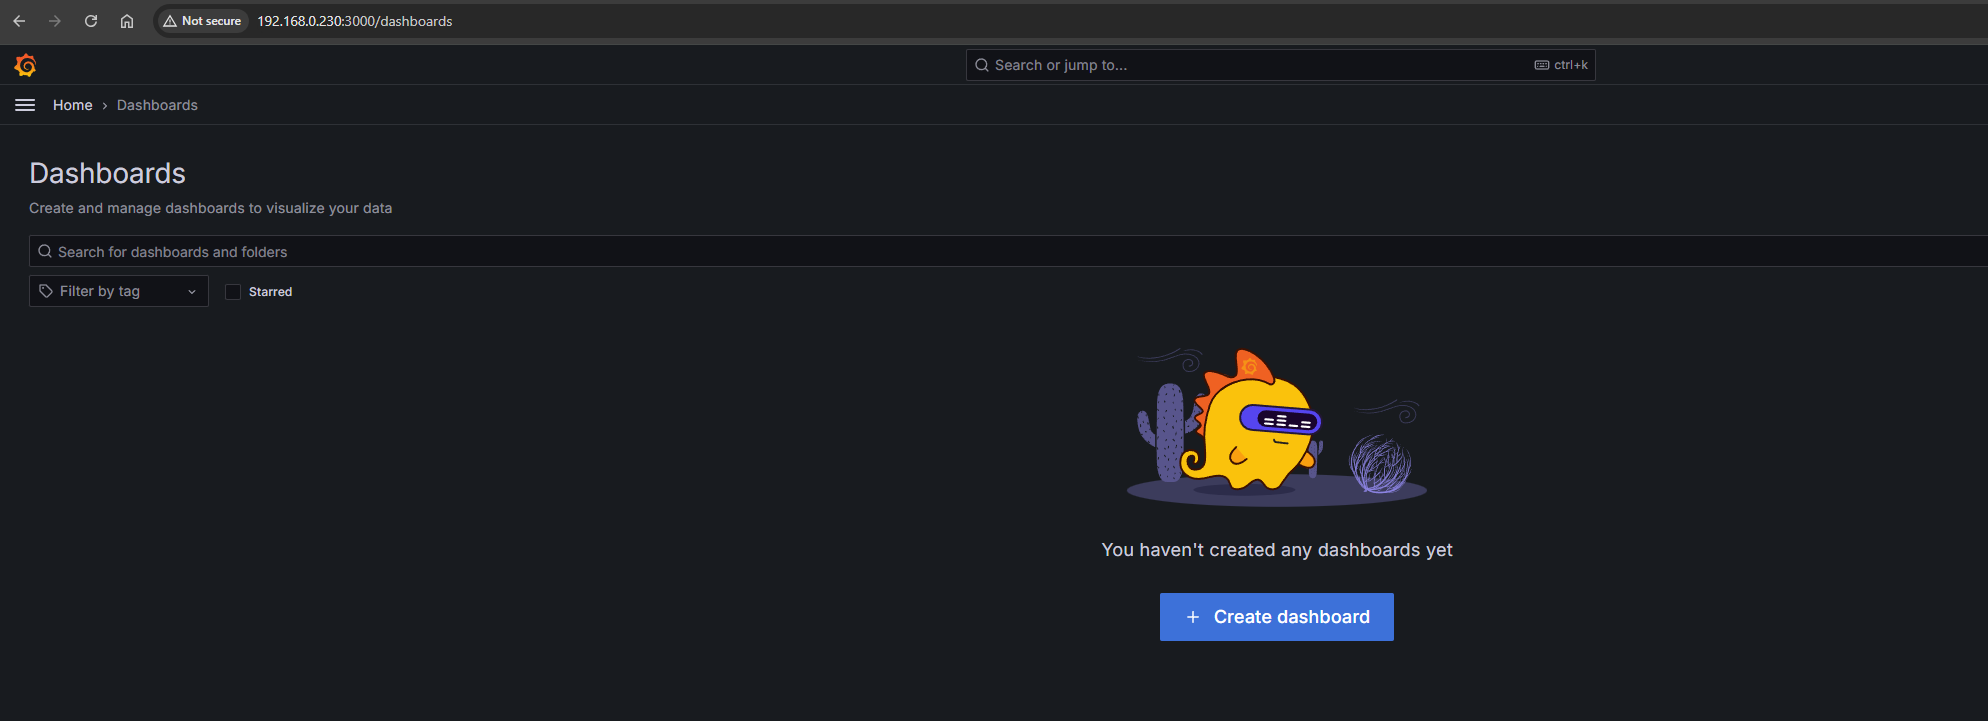 Not secure 192.168.0.230:3000/dashboards
Search or jump to... ctrl+k
Home › Dashboards
Dashboards
Create and manage dashboards to visualize your data
Search for dashboards and folders
Filter by tag Starred
You haven't created any dashboards yet
+ Create dashboard